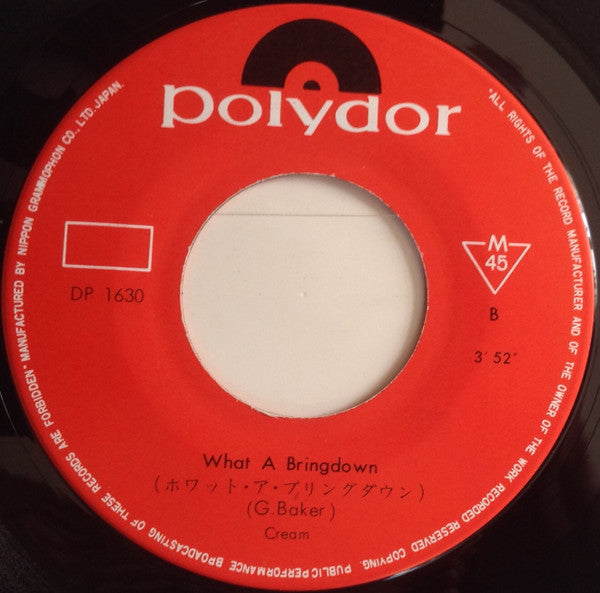 polydor
DP 1630
M
45
B
3' 52"
What A Bringdown
(ホワット・ア・ブリングダウン)
(G. Baker)
Cream
"ALL RIGHTS OF THE RECORD MANUFACTURER AND OF THE OWNER OF THE WORK RECORDED RESERVED COPYING. PUBLIC PERFORMANCE BROADCASTING OF THESE RECORDS ARE FORBIDDEN" MANUFACTURED BY NIPPON GRAMMOPHON CO., LTD. JAPAN.